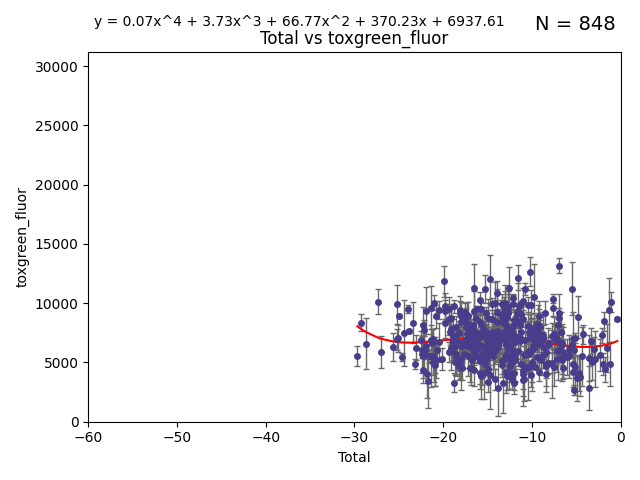 y = 0.07x^4 + 3.73x^3 + 66.77x^2 + 370.23x + 6937.61
N = 848
Total vs toxgreen_fluor
30000
25000
20000
15000
10000
5000
0
toxgreen_fluor
−60
−50
−40
−30
−20
−10
0
Total